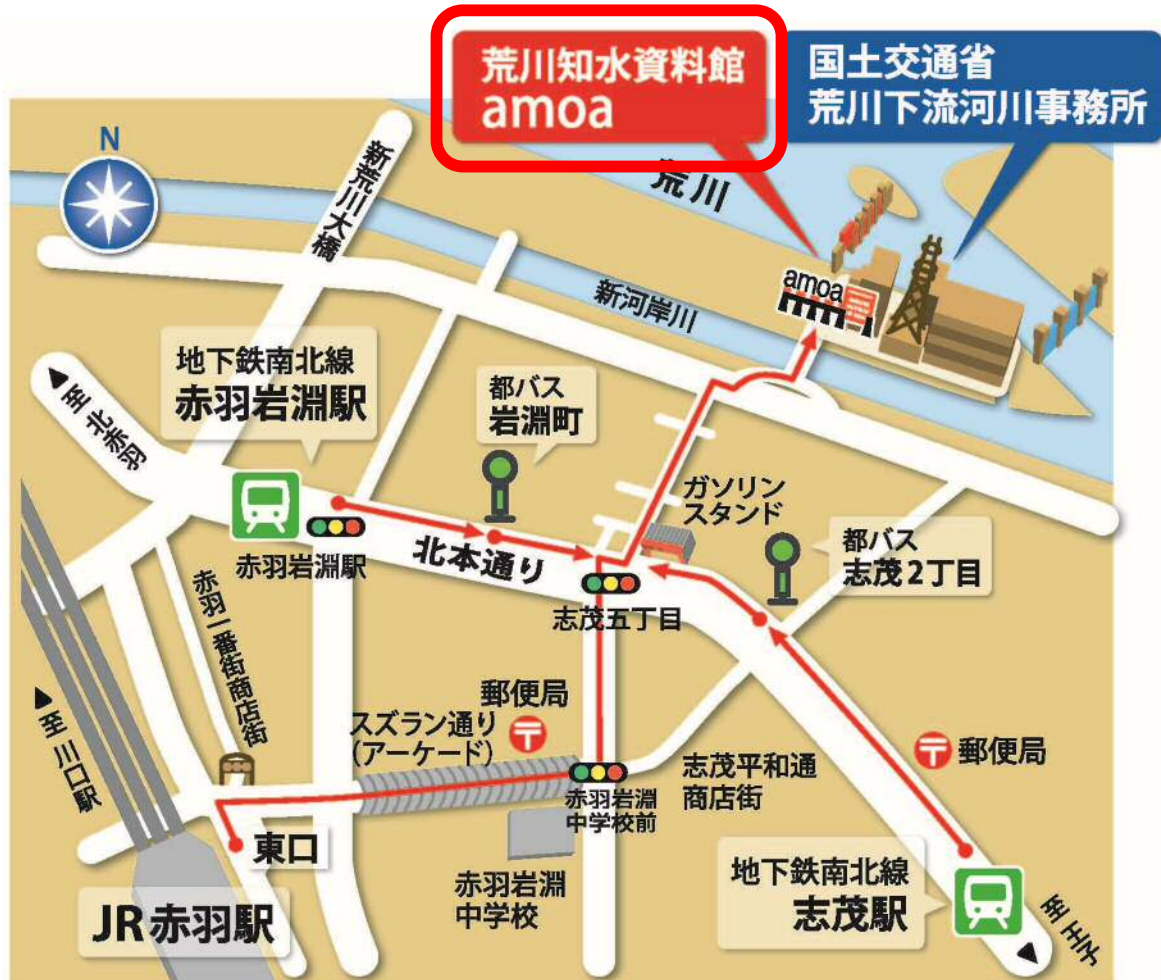 荒川知水資料館
amoa
国土交通省
荒川下流河川事務所
N
新荒川大橋
荒川
amoa
新河岸川
地下鉄南北線
赤羽岩淵駅
都バス
岩淵町
▲至北赤羽
ガソリン
スタンド
都バス
志茂2丁目
赤羽岩淵駅
北本通り
志茂五丁目
赤羽一番街商店街
▲至川口駅
郵便局
スズラン通り
(アーケード)
〒
〒
郵便局
志茂平和通
商店街
赤羽岩淵
中学校前
東口
赤羽岩淵
中学校
JR赤羽駅
地下鉄南北線
志茂駅
至王子▼